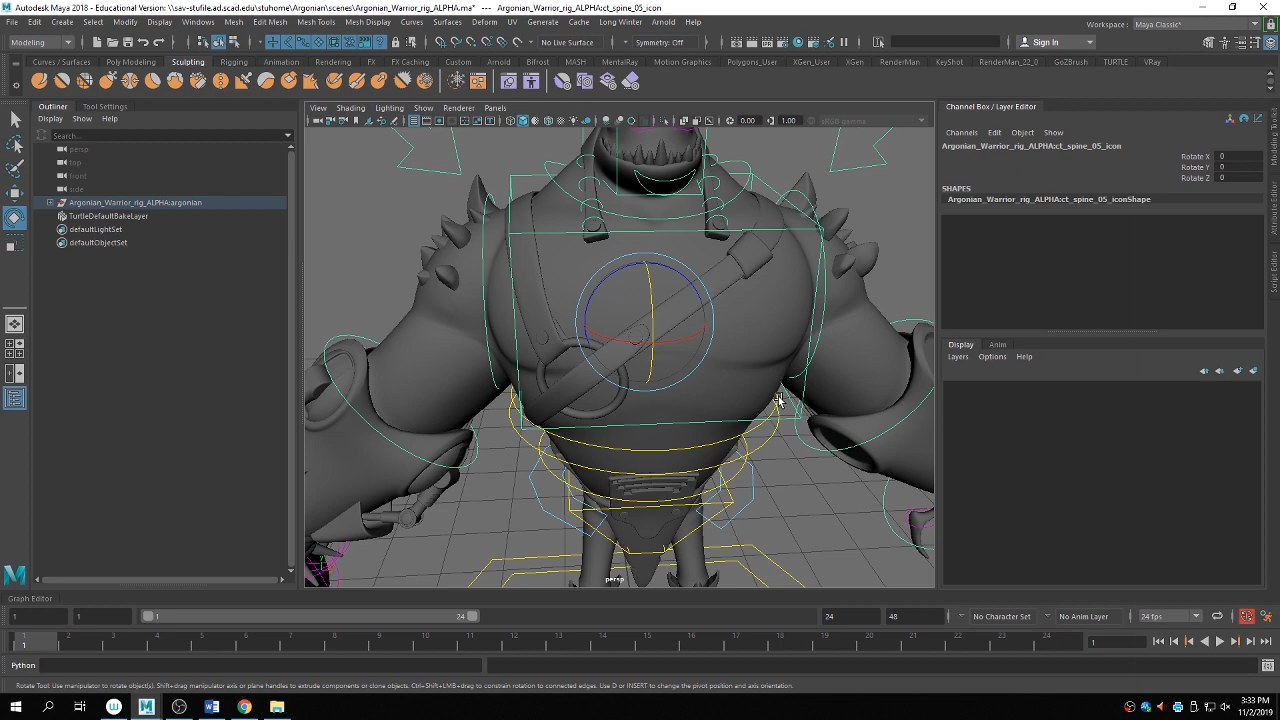 Autodesk Maya 2018 - Educational Version: \\sav-stufile.ad.scad.edu\stuhome\Argonian\scenes\Argonian_Warrior_rig_ALPHA.ma* --- Argonian_Warrior_rig_ALPHA:ct_spine_05_icon
File Edit Create Select Modify Display Windows Mesh Edit Mesh Mesh Tools Mesh Display Curves Surfaces Deform UV Generate Cache Long Winter Arnold Help
Workspace : Maya Classic*
Modeling No Live Surface Symmetry: Off Sign In
Curves / Surfaces Poly Modeling Sculpting Rigging Animation Rendering FX FX Caching Custom Arnold Bifrost MASH MentalRay Motion Graphics Polygons_User XGen_User XGen RenderMan RenderMan_22_0 GoZBrush KeyShot TURTLE VRay
Outliner Tool Settings
Display Show Help
Search...
persp
top
front
side
Argonian_Warrior_rig_ALPHA:argonian
TurtleDefaultBakeLayer
defaultLightSet
defaultObjectSet
View Shading Lighting Show Renderer Panels
0.00 1.00 sRGB gamma
persp
Channel Box / Layer Editor
Channels Edit Object Show
Argonian_Warrior_rig_ALPHA:ct_spine_05_icon
Rotate X 0
Rotate Y 0
Rotate Z 0
SHAPES
Argonian_Warrior_rig_ALPHA:ct_spine_05_iconShape
Display Anim
Layers Options Help
Modeling Toolkit
Attribute Editor
Script Editor
Graph Editor
1 1 1 24 24 48 No Character Set No Anim Layer 24 fps
1 2 3 4 5 6 7 8 9 10 11 12 13 14 15 16 17 18 19 20 21 22 23 24
1 1
Python
Rotate Tool: Use manipulator to rotate object(s). Shift+drag manipulator axis or plane handles to extrude components or clone objects. Ctrl+Shift+LMB+drag to constrain rotation to connected edges. Use D or INSERT to change the pivot position and axis orientation.
3:33 PM
11/2/2019